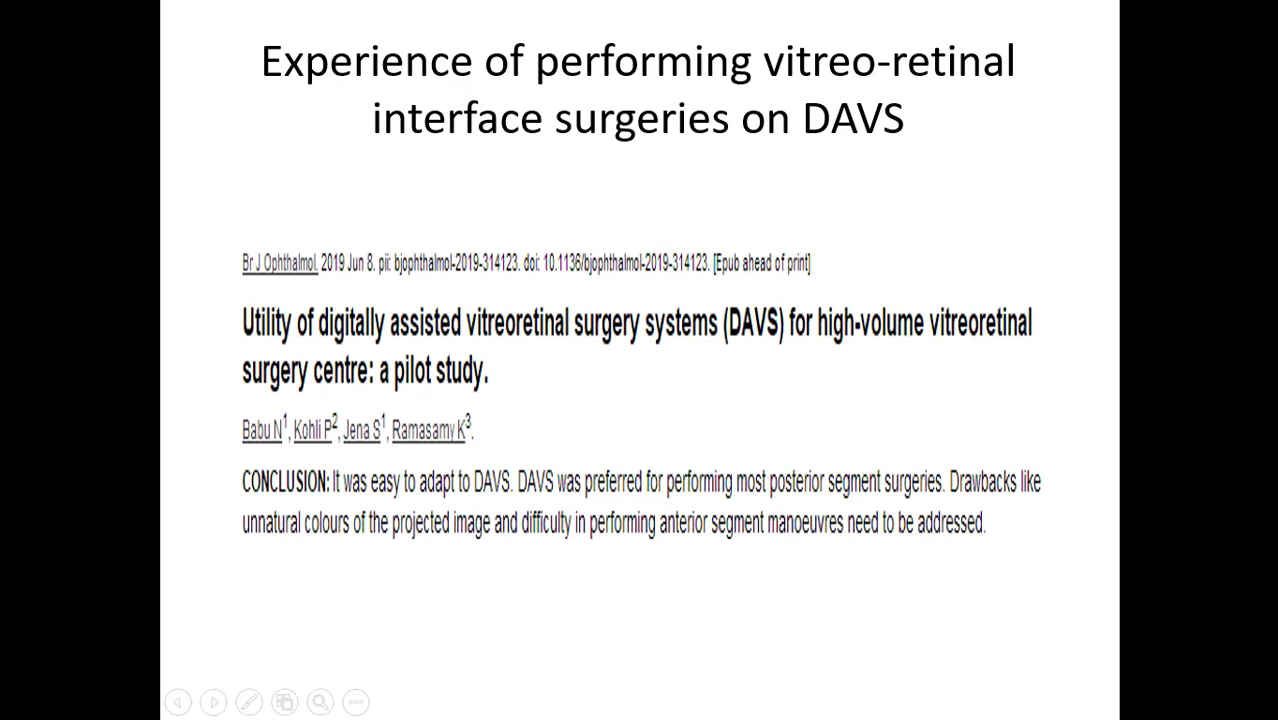 Experience of performing vitreo-retinal
interface surgeries on DAVS
Br J Ophthalmol. 2019 Jun 8. pii: bjophthalmol-2019-314123. doi: 10.1136/bjophthalmol-2019-314123. [Epub ahead of print]
Utility of digitally assisted vitreoretinal surgery systems (DAVS) for high-volume vitreoretinal
surgery centre: a pilot study.
Babu N1, Kohli P2, Jena S1, Ramasamy K3.
CONCLUSION: It was easy to adapt to DAVS. DAVS was preferred for performing most posterior segment surgeries. Drawbacks like
unnatural colours of the projected image and difficulty in performing anterior segment manoeuvres need to be addressed.